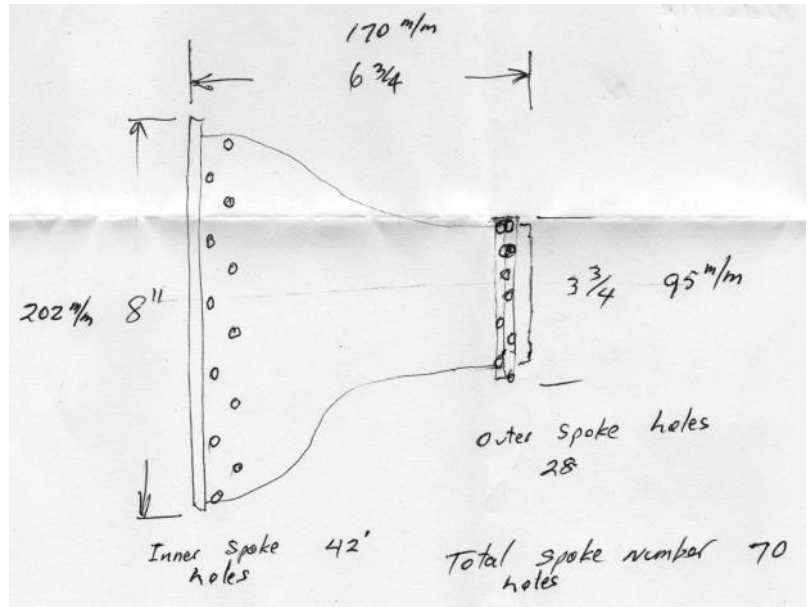 170 m/m
6 3/4
202 m/m 8"
3 3/4 95 m/m
Outer spoke holes
28
Inner spoke 42'
holes
Total spoke number 70
holes